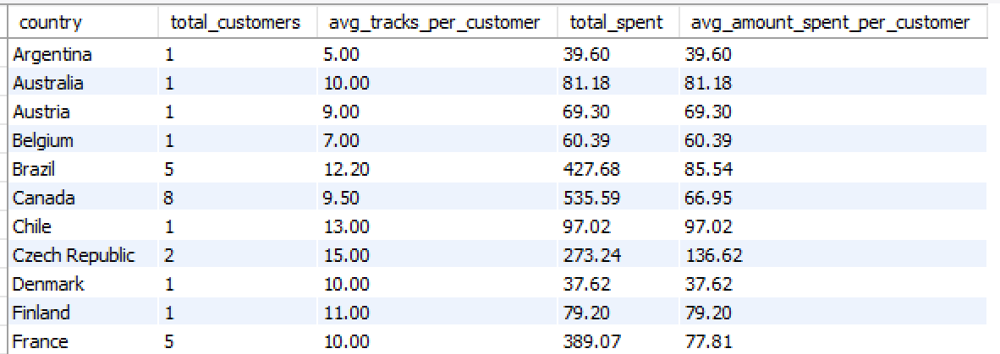 country total_customers avg_tracks_per_customer total_spent avg_amount_spent_per_customer
Argentina 1 5.00 39.60 39.60
Australia 1 10.00 81.18 81.18
Austria 1 9.00 69.30 69.30
Belgium 1 7.00 60.39 60.39
Brazil 5 12.20 427.68 85.54
Canada 8 9.50 535.59 66.95
Chile 1 13.00 97.02 97.02
Czech Republic 2 15.00 273.24 136.62
Denmark 1 10.00 37.62 37.62
Finland 1 11.00 79.20 79.20
France 5 10.00 389.07 77.81